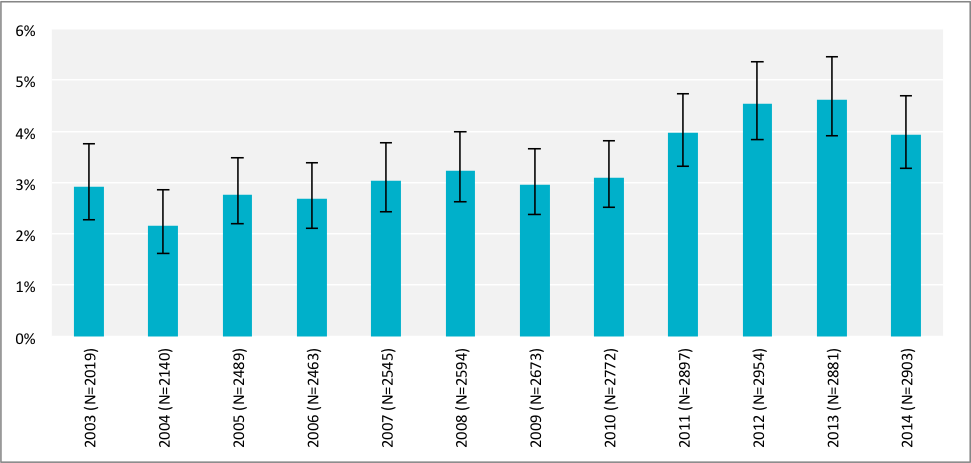 6%
5%
4%
3%
2%
1%
0%
2003 (N=2019)
2004 (N=2140)
2005 (N=2489)
2006 (N=2463)
2007 (N=2545)
2008 (N=2594)
2009 (N=2673)
2010 (N=2772)
2011 (N=2897)
2012 (N=2954)
2013 (N=2881)
2014 (N=2903)